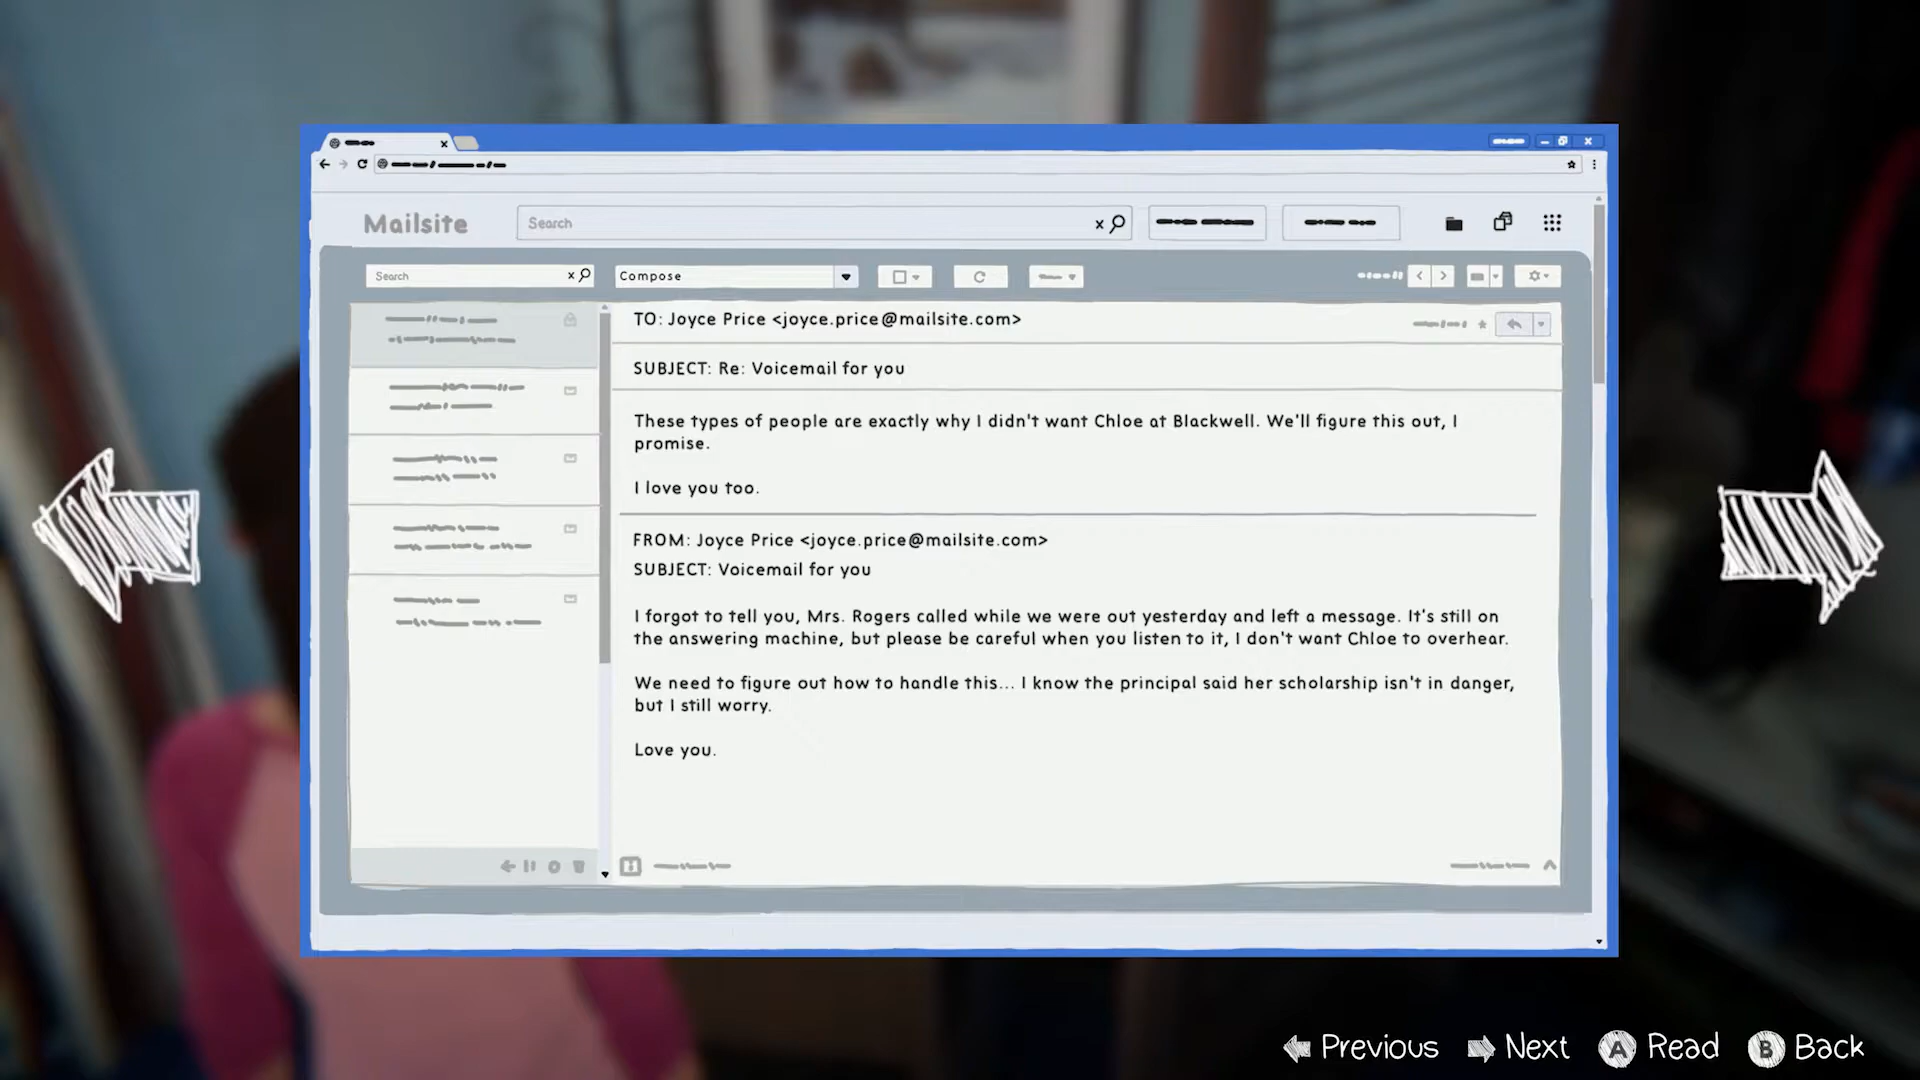 Mailsite
Search
Search
Compose
TO: Joyce Price <joyce.price@mailsite.com>
SUBJECT: Re: Voicemail for you
These types of people are exactly why I didn't want Chloe at Blackwell. We'll figure this out, I
promise.
I love you too.
FROM: Joyce Price <joyce.price@mailsite.com>
SUBJECT: Voicemail for you
I forgot to tell you, Mrs. Rogers called while we were out yesterday and left a message. It's still on
the answering machine, but please be careful when you listen to it, I don't want Chloe to overhear.
We need to figure out how to handle this... I know the principal said her scholarship isn't in danger,
but I still worry.
Love you.
Previous Next A Read B Back